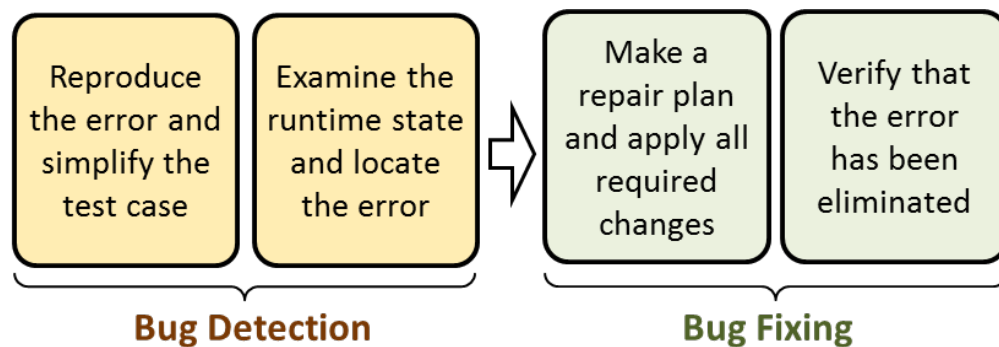 Reproduce
the error and
simplify the
test case
Examine the
runtime state
and locate
the error
Make a
repair plan
and apply all
required
changes
Verify that
the error
has been
eliminated
Bug Detection
Bug Fixing